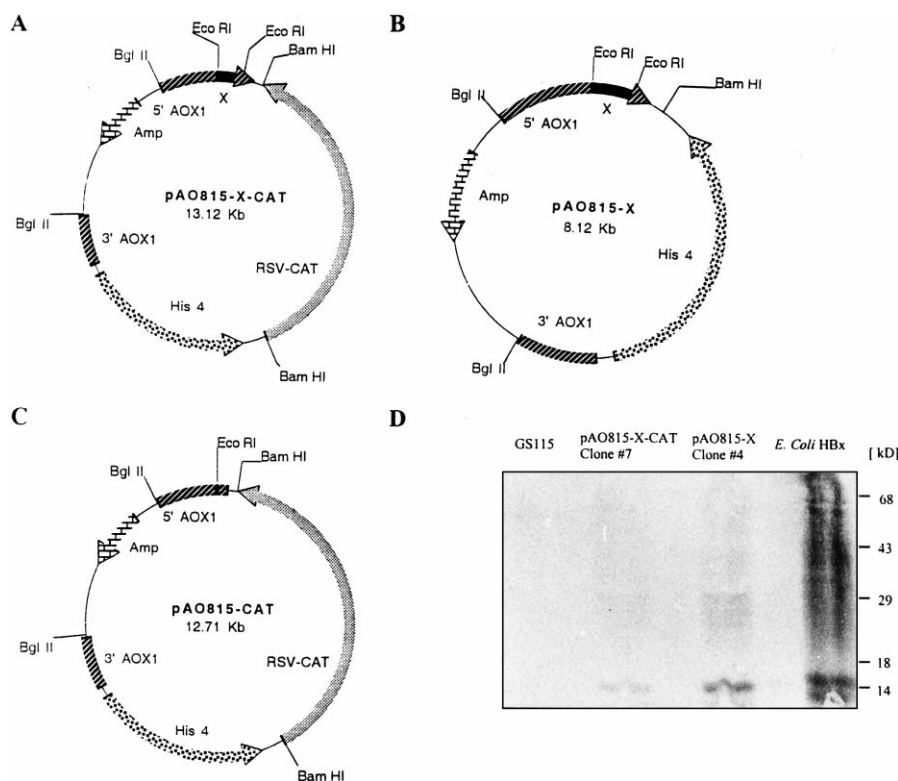 A
Eco RI
Eco RI
Bam HI
Bgl II
5' AOX1
X
Amp
pAO815-X-CAT
13.12 Kb
Bgl II
3' AOX1
RSV-CAT
His 4
Bam HI
B
Eco RI
Eco RI
Bam HI
Bgl II
5' AOX1
X
Amp
pAO815-X
8.12 Kb
His 4
3' AOX1
Bgl II
C
Eco RI
Bam HI
Bgl II
5' AOX1
Amp
pAO815-CAT
12.71 Kb
Bgl II
3' AOX1
RSV-CAT
His 4
Bam HI
D
GS115
pAO815-X-CAT
Clone #7
pAO815-X
Clone #4
E. Coli HBx
[ kD]
68
43
29
18
14